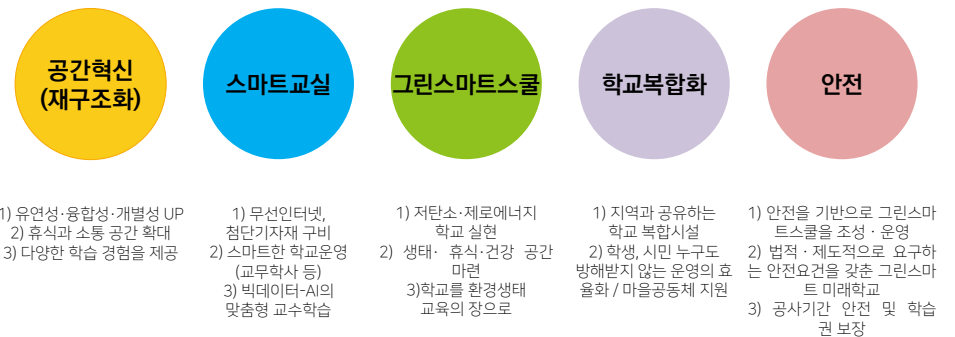 공간혁신
(재구조화)
스마트교실
그린스마트스쿨
학교복합화
안전
1) 유연성·융합성·개별성 UP
2) 휴식과 소통 공간 확대
3) 다양한 학습 경험을 제공
1) 무선인터넷,
첨단기자재 구비
2) 스마트한 학교운영
(교무학사 등)
3) 빅데이터-AI의
맞춤형 교수학습
1) 저탄소·제로에너지
학교 실현
2) 생태· 휴식·건강 공간
마련
3)학교를 환경생태
교육의 장으로
1) 지역과 공유하는
학교 복합시설
2) 학생, 시민 누구도
방해받지 않는 운영의 효
율화 / 마을공동체 지원
1) 안전을 기반으로 그린스마
트스쿨을 조성 · 운영
2) 법적 · 제도적으로 요구하
는 안전요건을 갖춘 그린스마
트 미래학교
3) 공사기간 안전 및 학습
권 보장